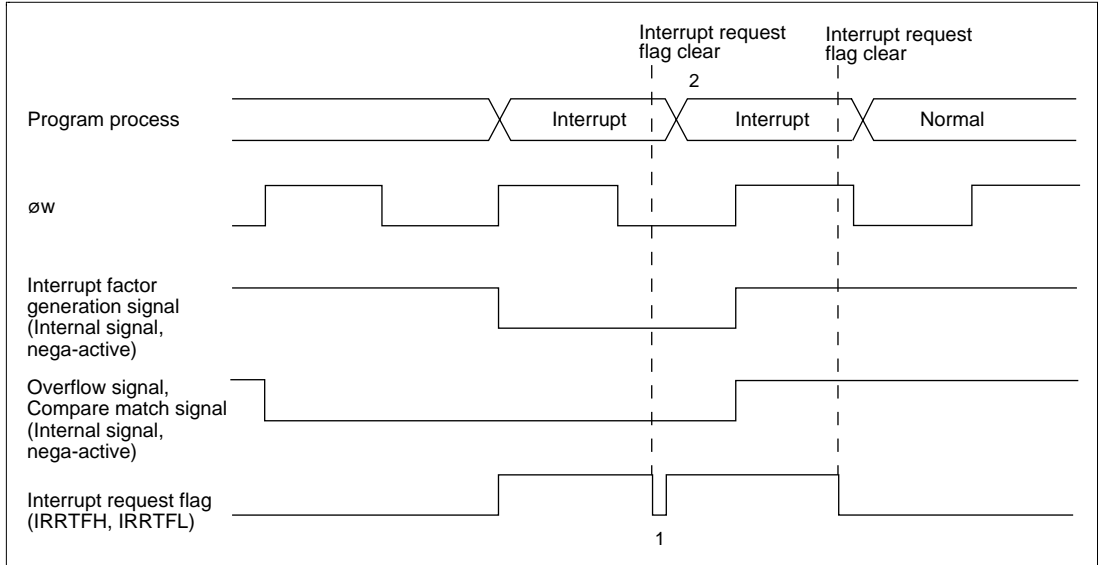 Interrupt request
flag clear
Interrupt request
flag clear
2
Program process
Interrupt
Interrupt
Normal
øw
Interrupt factor
generation signal
(Internal signal,
nega-active)
Overflow signal,
Compare match signal
(Internal signal,
nega-active)
Interrupt request flag
(IRRTFH, IRRTFL)
1